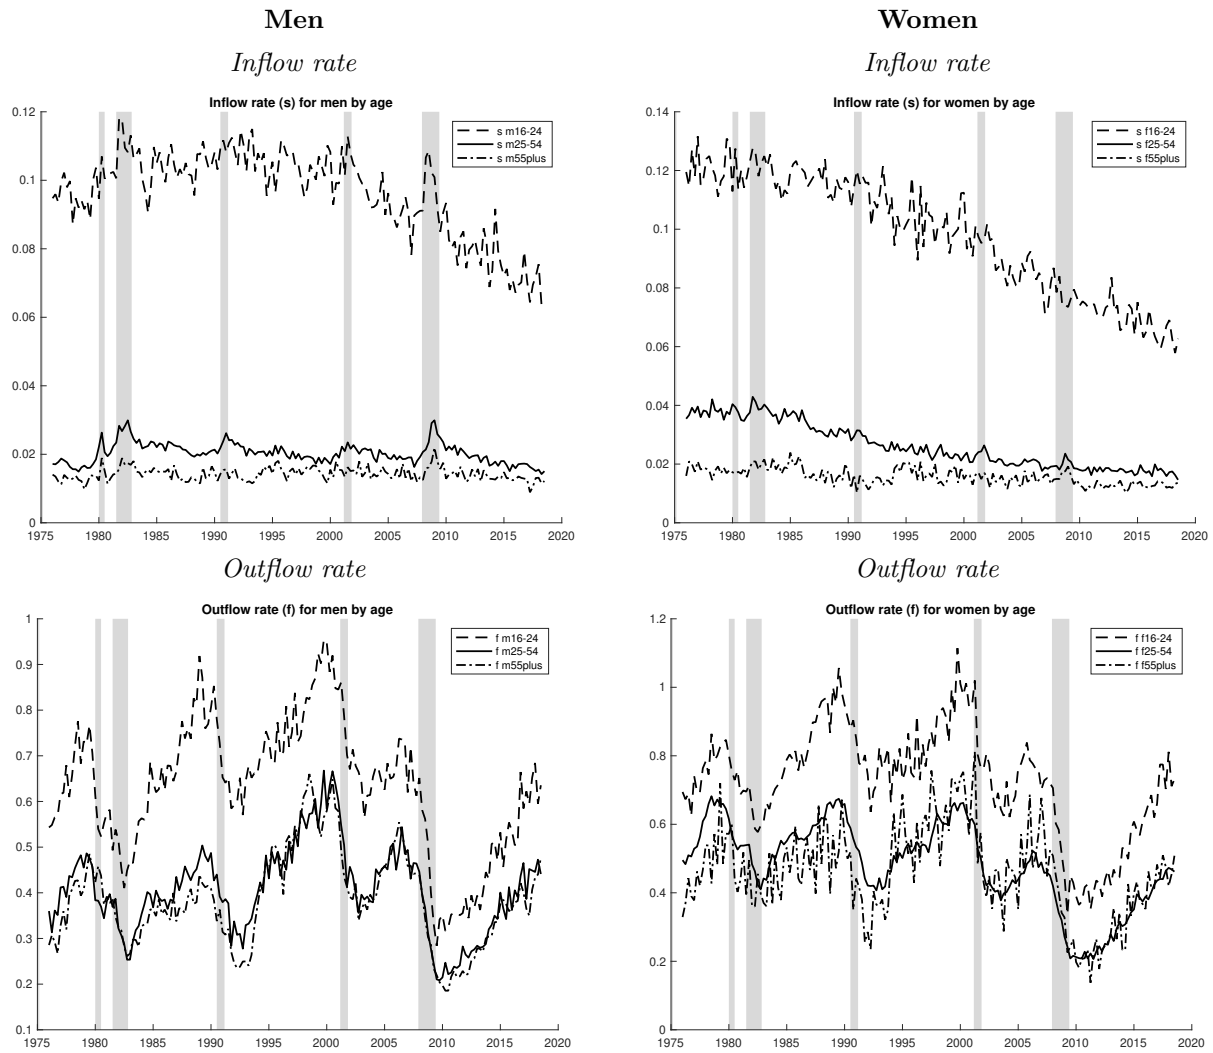 Men
Women
Inflow rate
Inflow rate
Inflow rate (s) for men by age
0.12
0.1
0.08
0.06
0.04
0.02
0
s m16-24
s m25-54
s m55plus
1975 1980 1985 1990 1995 2000 2005 2010 2015 2020
Inflow rate (s) for women by age
0.14
0.12
0.1
0.08
0.06
0.04
0.02
0
s f16-24
s f25-54
s f55plus
1975 1980 1985 1990 1995 2000 2005 2010 2015 2020
Outflow rate
Outflow rate
Outflow rate (f) for men by age
1
0.9
0.8
0.7
0.6
0.5
0.4
0.3
0.2
0.1
f m16-24
f m25-54
f m55plus
1975 1980 1985 1990 1995 2000 2005 2010 2015 2020
Outflow rate (f) for women by age
1.2
1
0.8
0.6
0.4
0.2
0
f f16-24
f f25-54
f f55plus
1975 1980 1985 1990 1995 2000 2005 2010 2015 2020